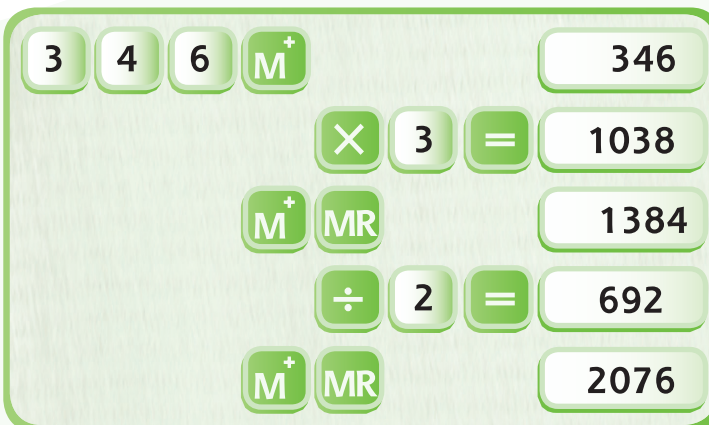 3 4 6 M+ 346
× 3 = 1038
M+ MR 1384
÷ 2 = 692
M+ MR 2076